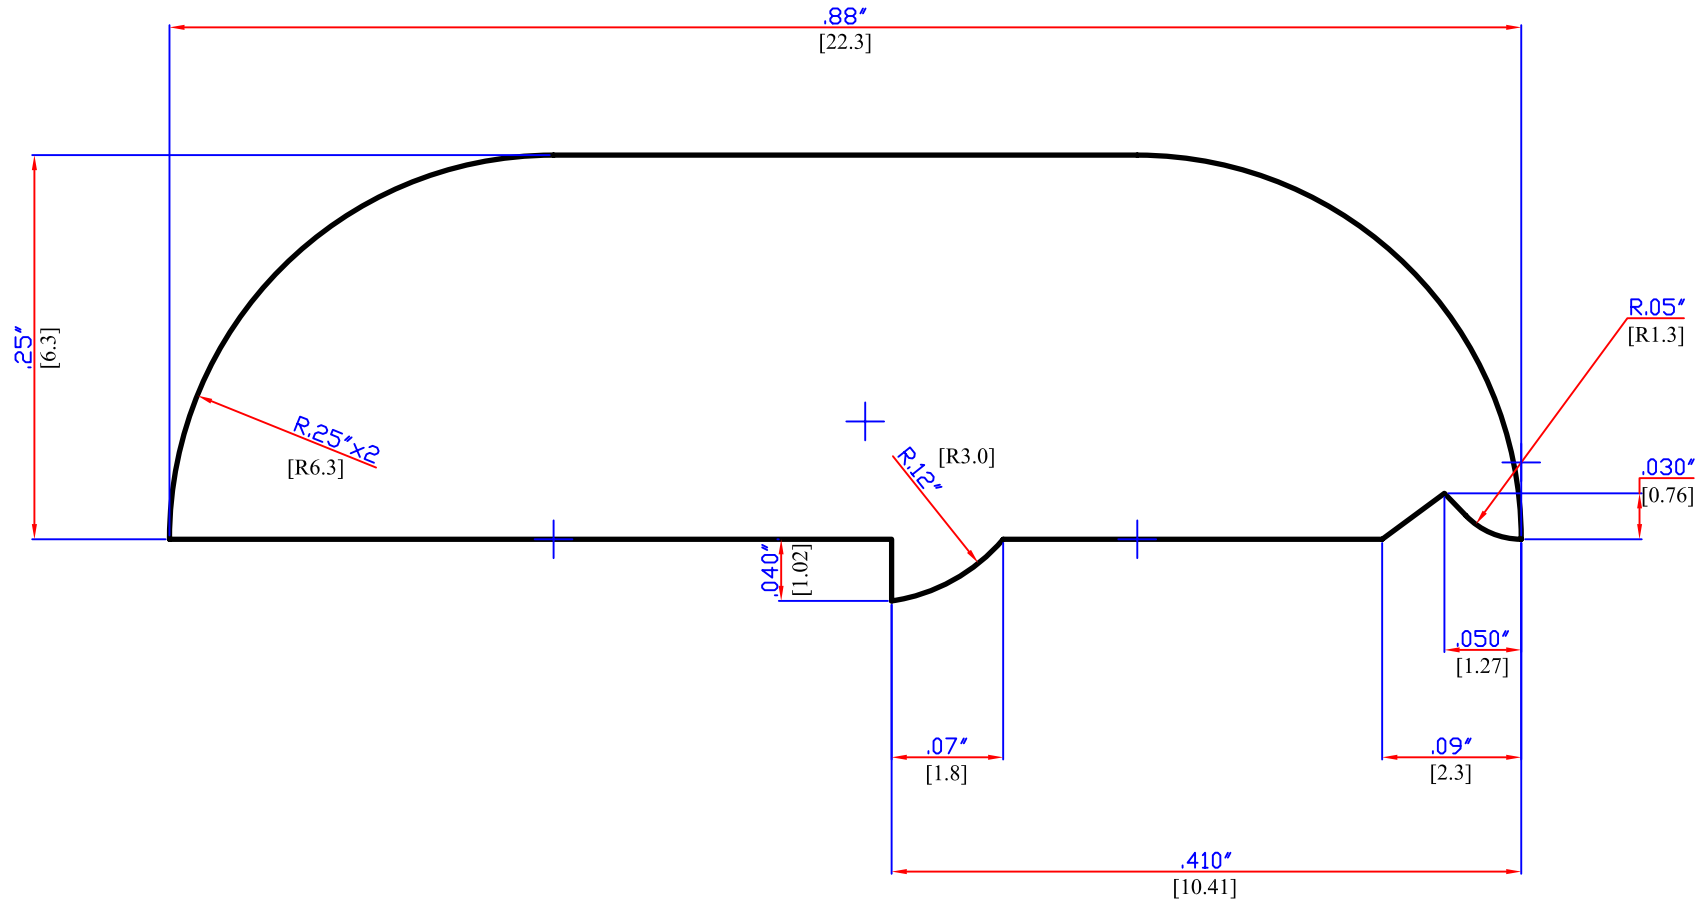 .88"
[22.3]
.25"
[6.3]
R.25"x2
[R6.3]
R.12"
[R3.0]
R.05"
[R1.3]
.030"
[0.76]
.040"
[1.02]
.050"
[1.27]
.07"
[1.8]
.09"
[2.3]
.410"
[10.41]